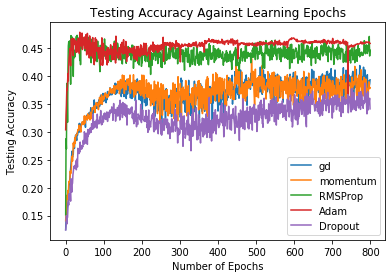 Testing Accuracy Against Learning Epochs
Testing Accuracy
0.45
0.40
0.35
0.30
0.25
0.20
0.15
gd
momentum
RMSProp
Adam
Dropout
0 100 200 300 400 500 600 700 800
Number of Epochs